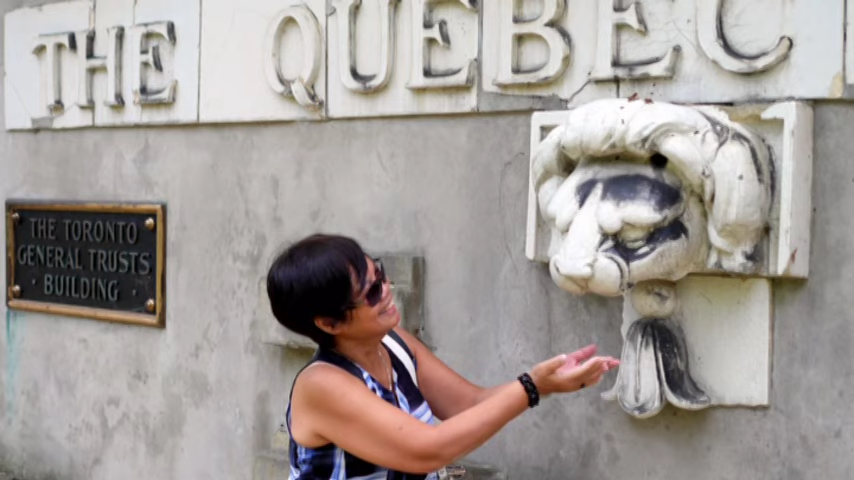 THE QUEBEC
THE TORONTO
GENERAL TRUSTS
· BUILDING ·